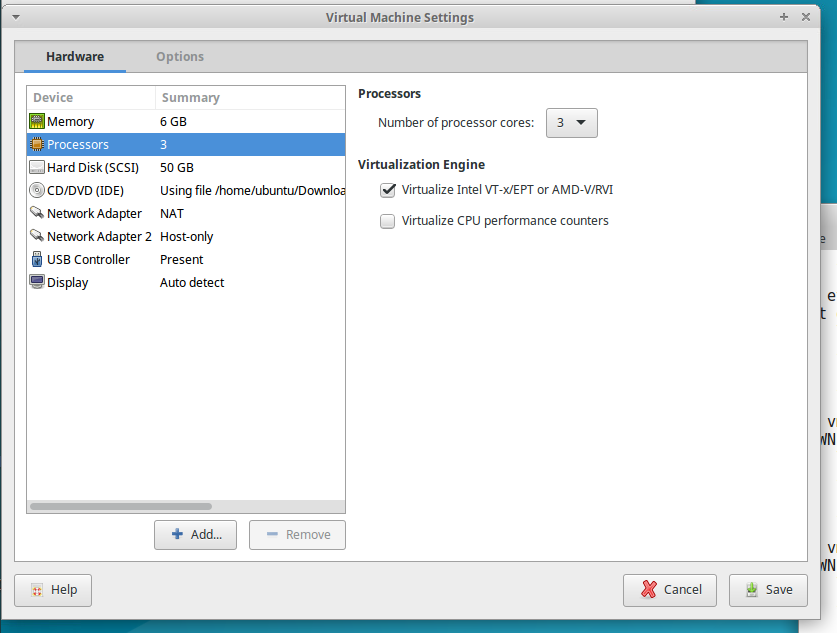 Virtual Machine Settings
Hardware Options
Device Summary
Memory 6 GB
Processors 3
Hard Disk (SCSI) 50 GB
CD/DVD (IDE) Using file /home/ubuntu/Downloa
Network Adapter NAT
Network Adapter 2 Host-only
USB Controller Present
Display Auto detect
Add... Remove
Processors
Number of processor cores: 3
Virtualization Engine
Virtualize Intel VT-x/EPT or AMD-V/RVI
Virtualize CPU performance counters
Help Cancel Save